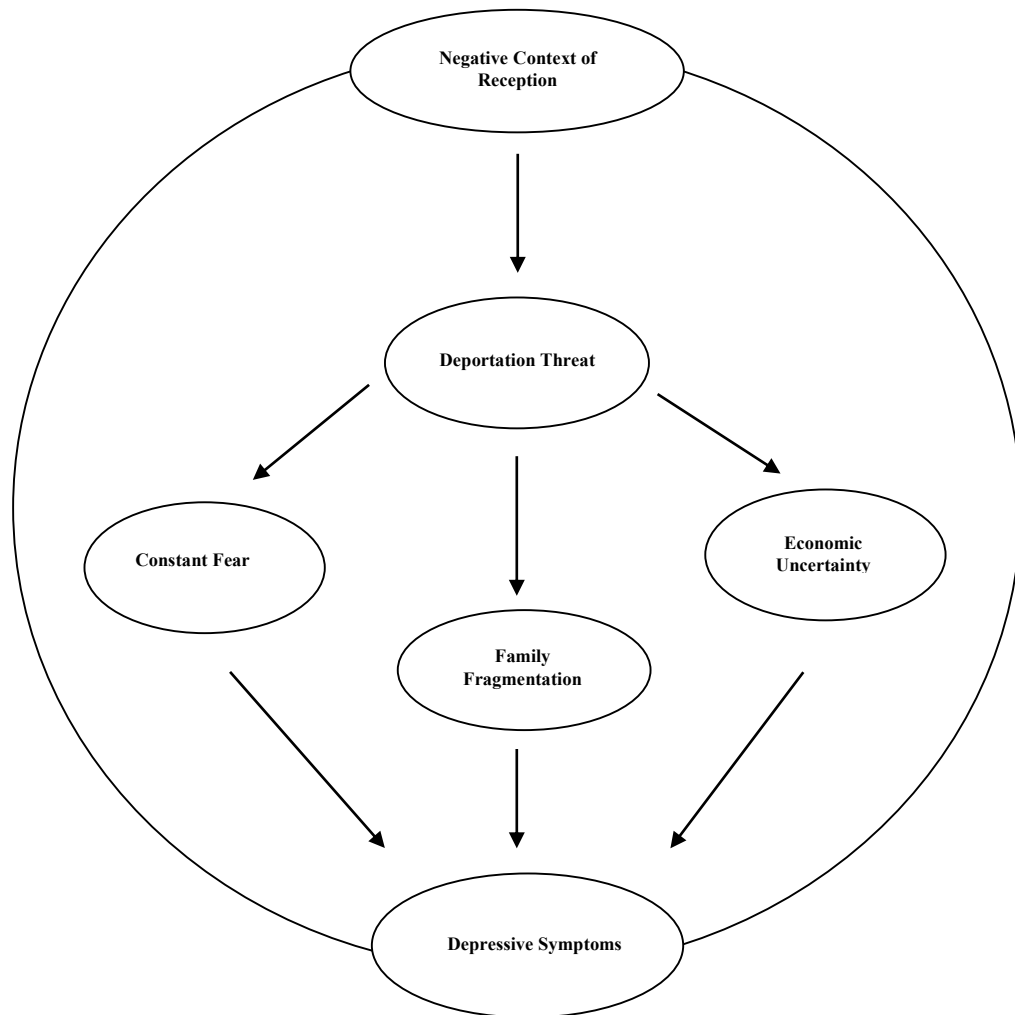 Negative Context of
Reception
Deportation Threat
Constant Fear
Economic
Uncertainty
Family
Fragmentation
Depressive Symptoms